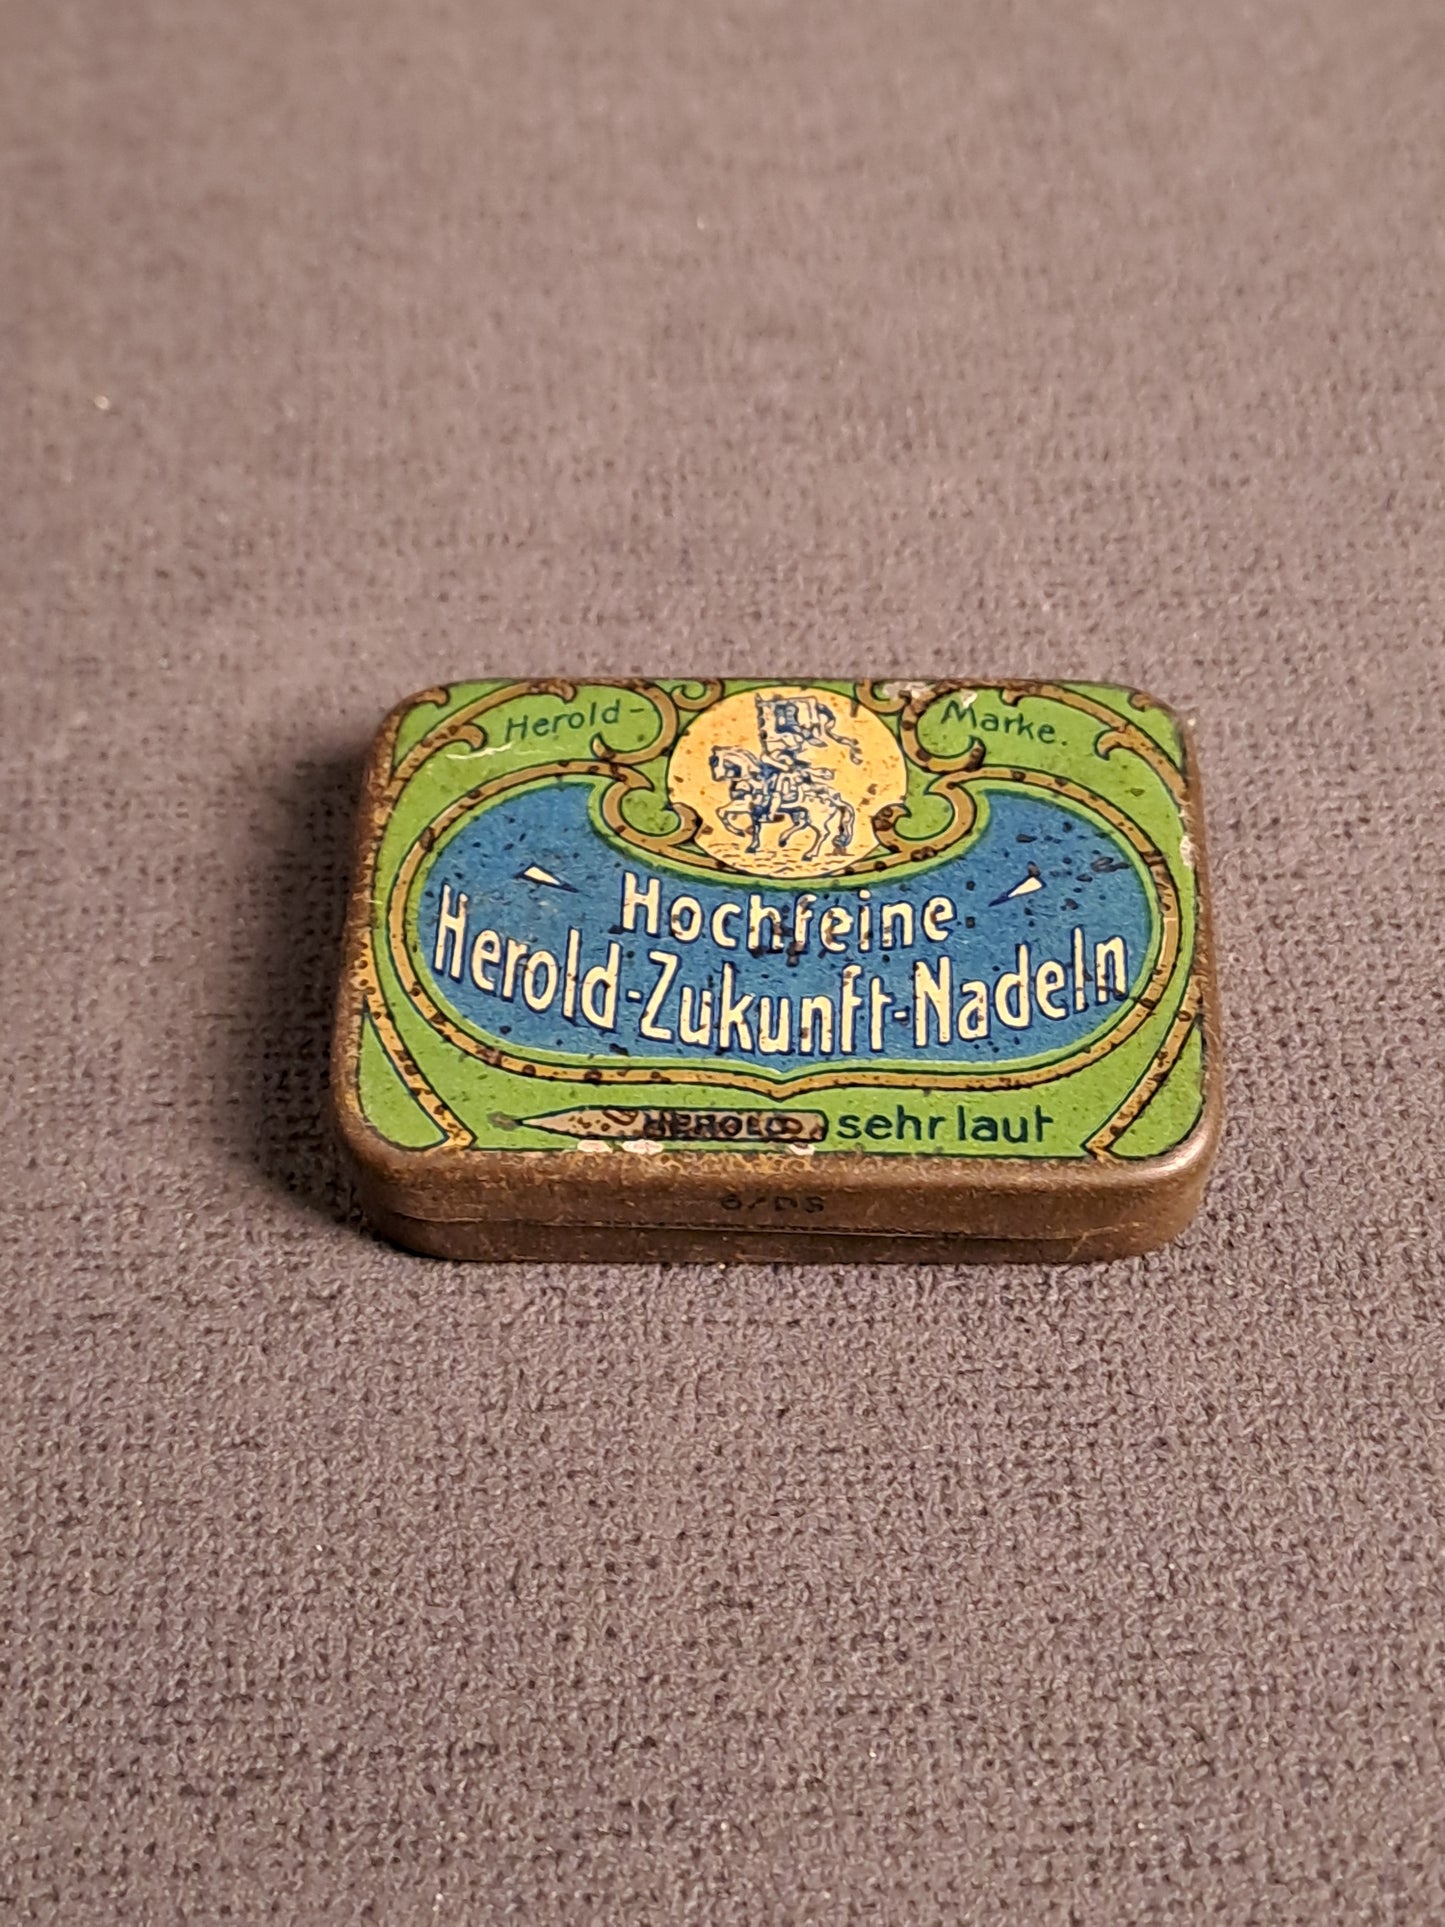 Herold- Marke.
Hochfeine
Herold-Zukunft-Nadeln
HEROLD sehr laut